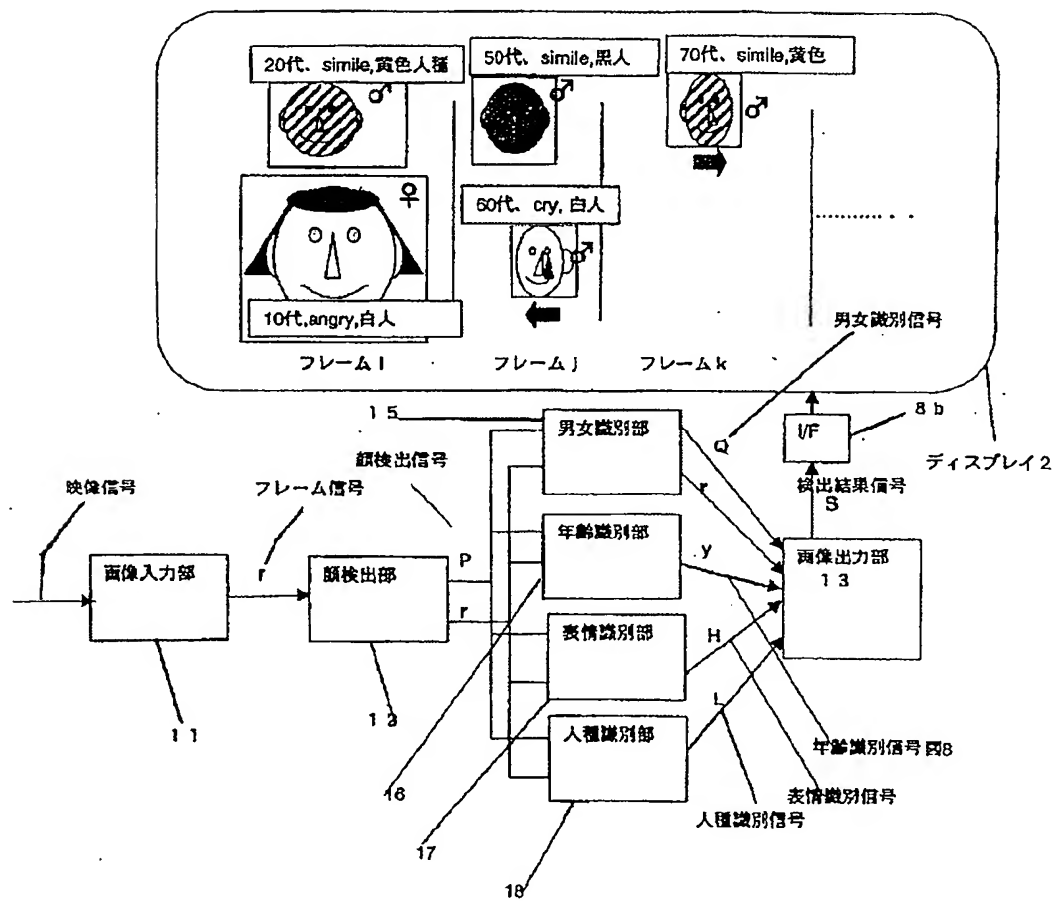 20代、simile,黄色人種
50代、simile,黒人
70代、simile,黄色
♂
♂
♂
♀
60代、cry,白人
♂
10代,angry,白人
フレームI
フレームj
フレームk
男女識別信号
15
男女識別部
I/F
8b
ディスプレイ2
顔検出信号
Q
r
検出結果信号
S
映像信号
フレーム信号
画像入力部
r
顔検出部
P
r
年齢識別部
y
画像出力部
13
表情識別部
H
L
11
13
人種識別部
年齢識別信号図8
表情識別信号
人種識別信号
16
17
18